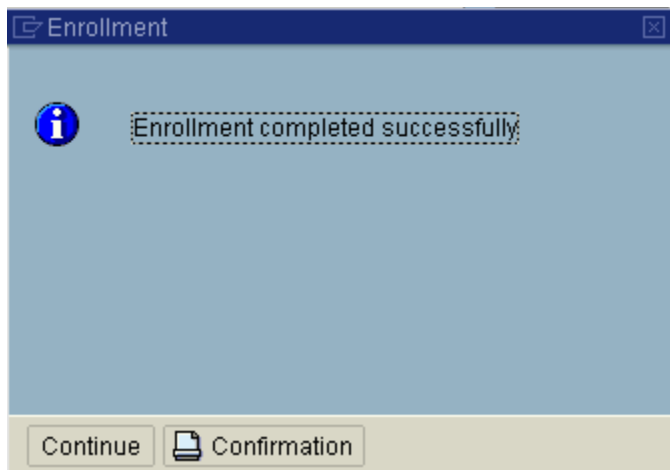 Enrollment
Enrollment completed successfully
Continue
Confirmation